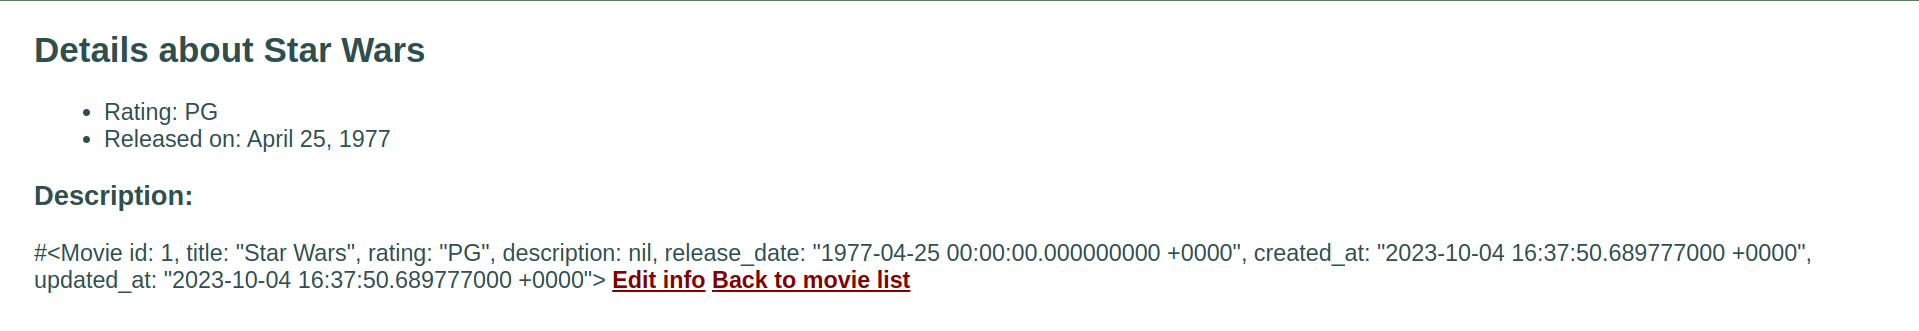 Details about Star Wars
• Rating: PG
• Released on: April 25, 1977
Description:
#<Movie id: 1, title: "Star Wars", rating: "PG", description: nil, release_date: "1977-04-25 00:00:00.000000000 +0000", created_at: "2023-10-04 16:37:50.689777000 +0000",
updated_at: "2023-10-04 16:37:50.689777000 +0000"> Edit info Back to movie list